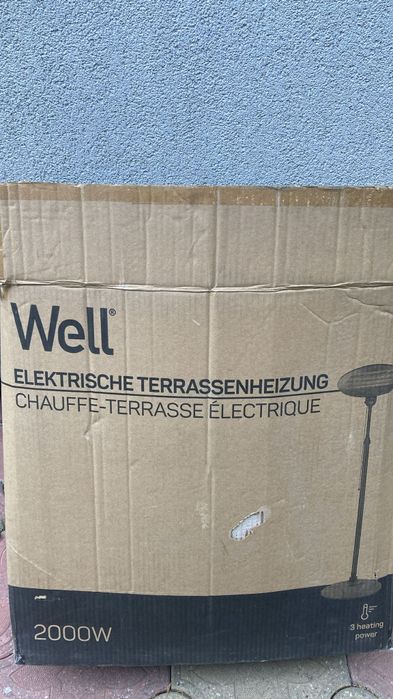 Well®
ELEKTRISCHE TERRASSENHEIZUNG
CHAUFFE-TERRASSE ÉLECTRIQUE
2000W
3 heating
power